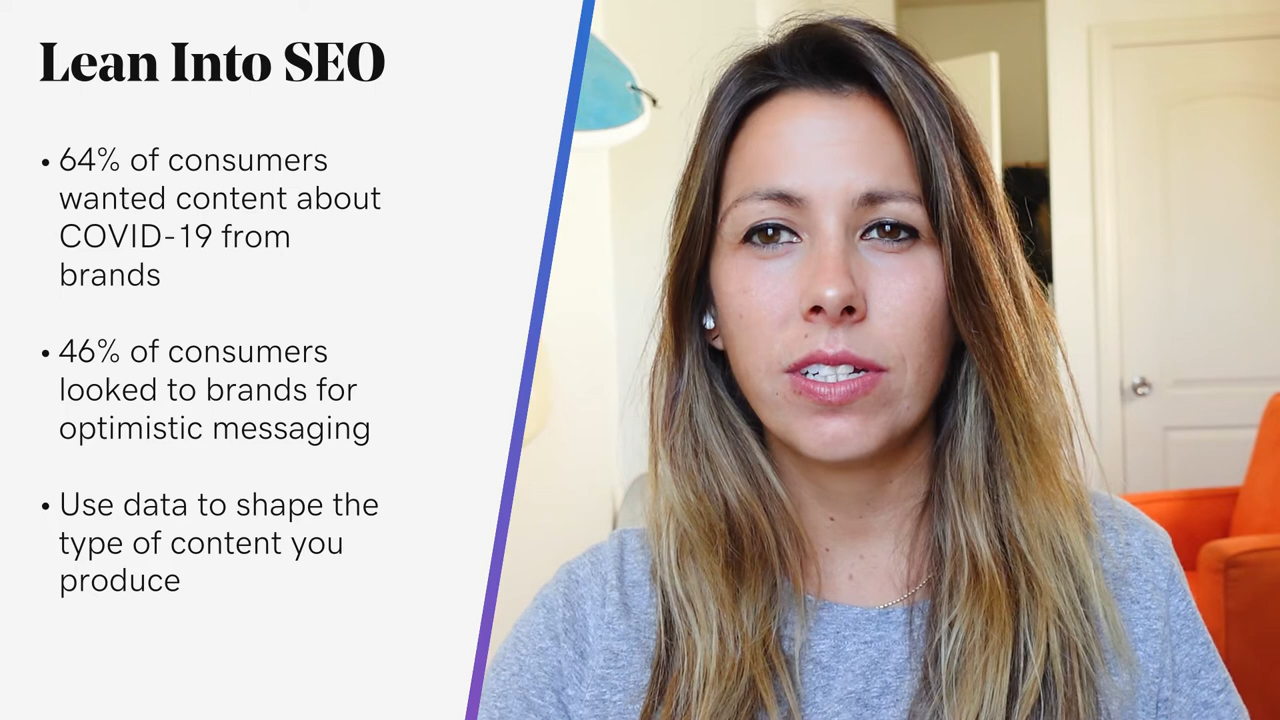 Lean Into SEO
• 64% of consumers
wanted content about
COVID-19 from
brands
• 46% of consumers
looked to brands for
optimistic messaging
• Use data to shape the
type of content you
produce